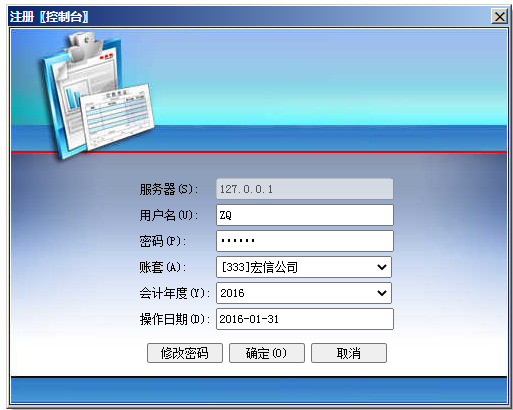 注册〖控制台〗
服务器(S): 127.0.0.1
用户名(U): ZQ
密码(P): ••••••
账套(A): [333]宏信公司
会计年度(Y): 2016
操作日期(D): 2016-01-31
修改密码 确定(O) 取消